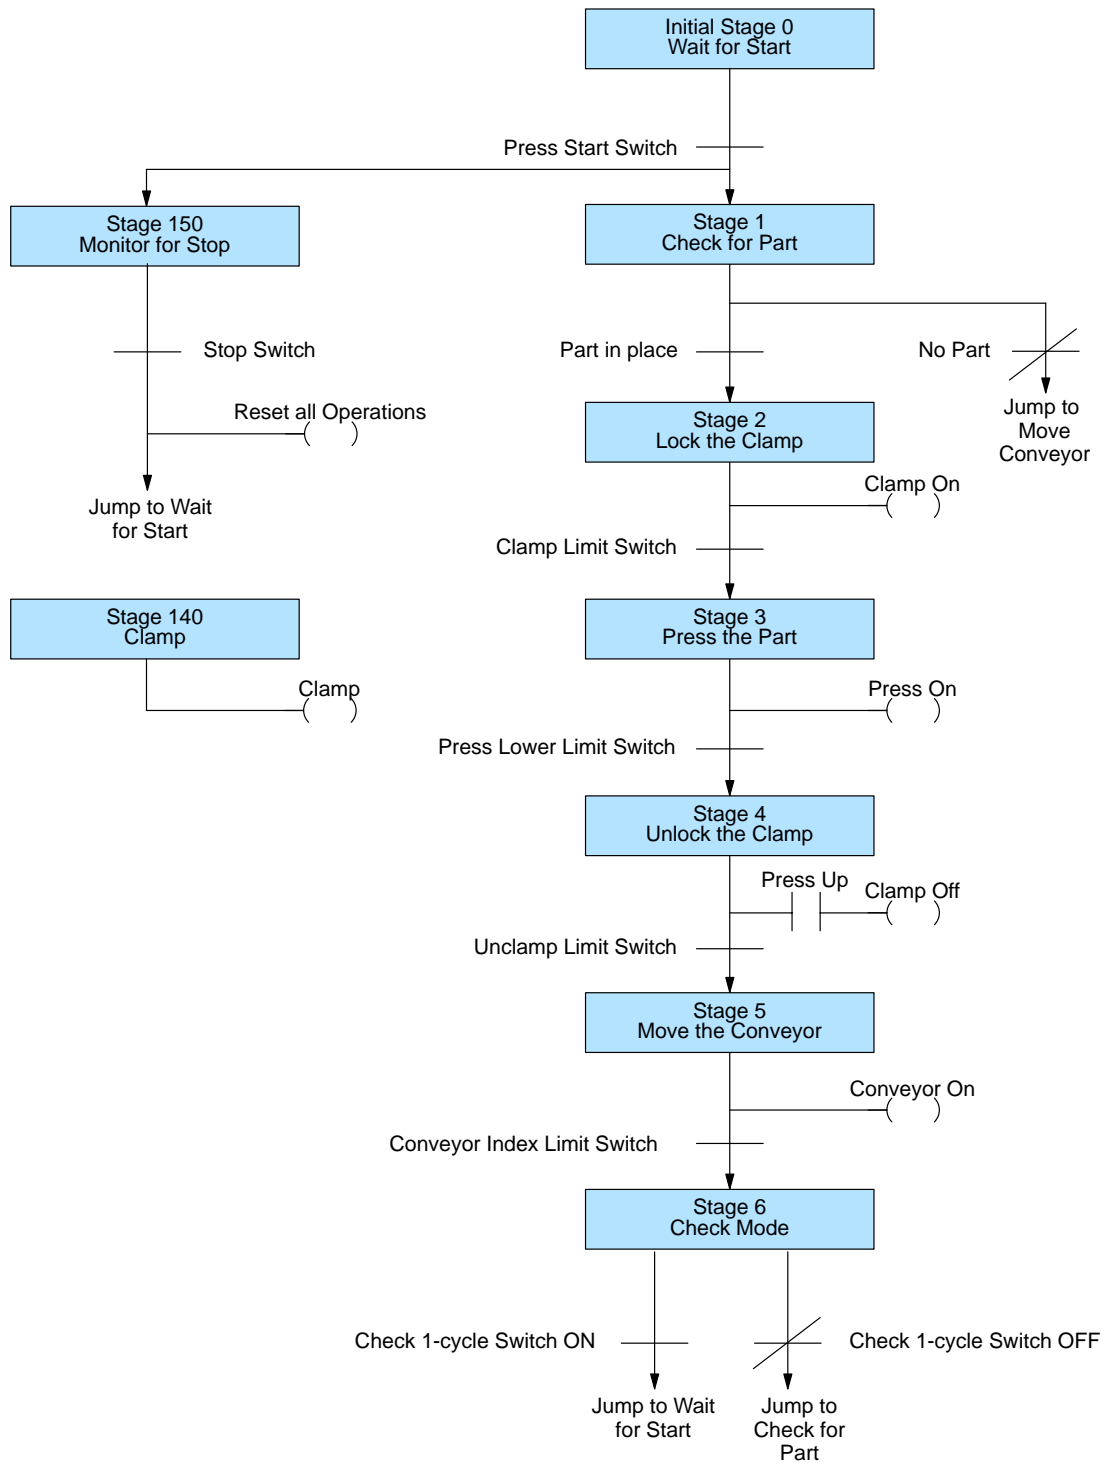 Initial Stage 0
Wait for Start
Press Start Switch
Stage 150
Monitor for Stop
Stage 1
Check for Part
Stop Switch
Part in place
No Part
Jump to
Move
Conveyor
Reset all Operations
Stage 2
Lock the Clamp
Jump to Wait
for Start
Clamp On
Clamp Limit Switch
Stage 140
Clamp
Stage 3
Press the Part
Clamp
Press On
Press Lower Limit Switch
Stage 4
Unlock the Clamp
Press Up
Clamp Off
Unclamp Limit Switch
Stage 5
Move the Conveyor
Conveyor On
Conveyor Index Limit Switch
Stage 6
Check Mode
Check 1-cycle Switch ON
Check 1-cycle Switch OFF
Jump to Wait
for Start
Jump to
Check for
Part